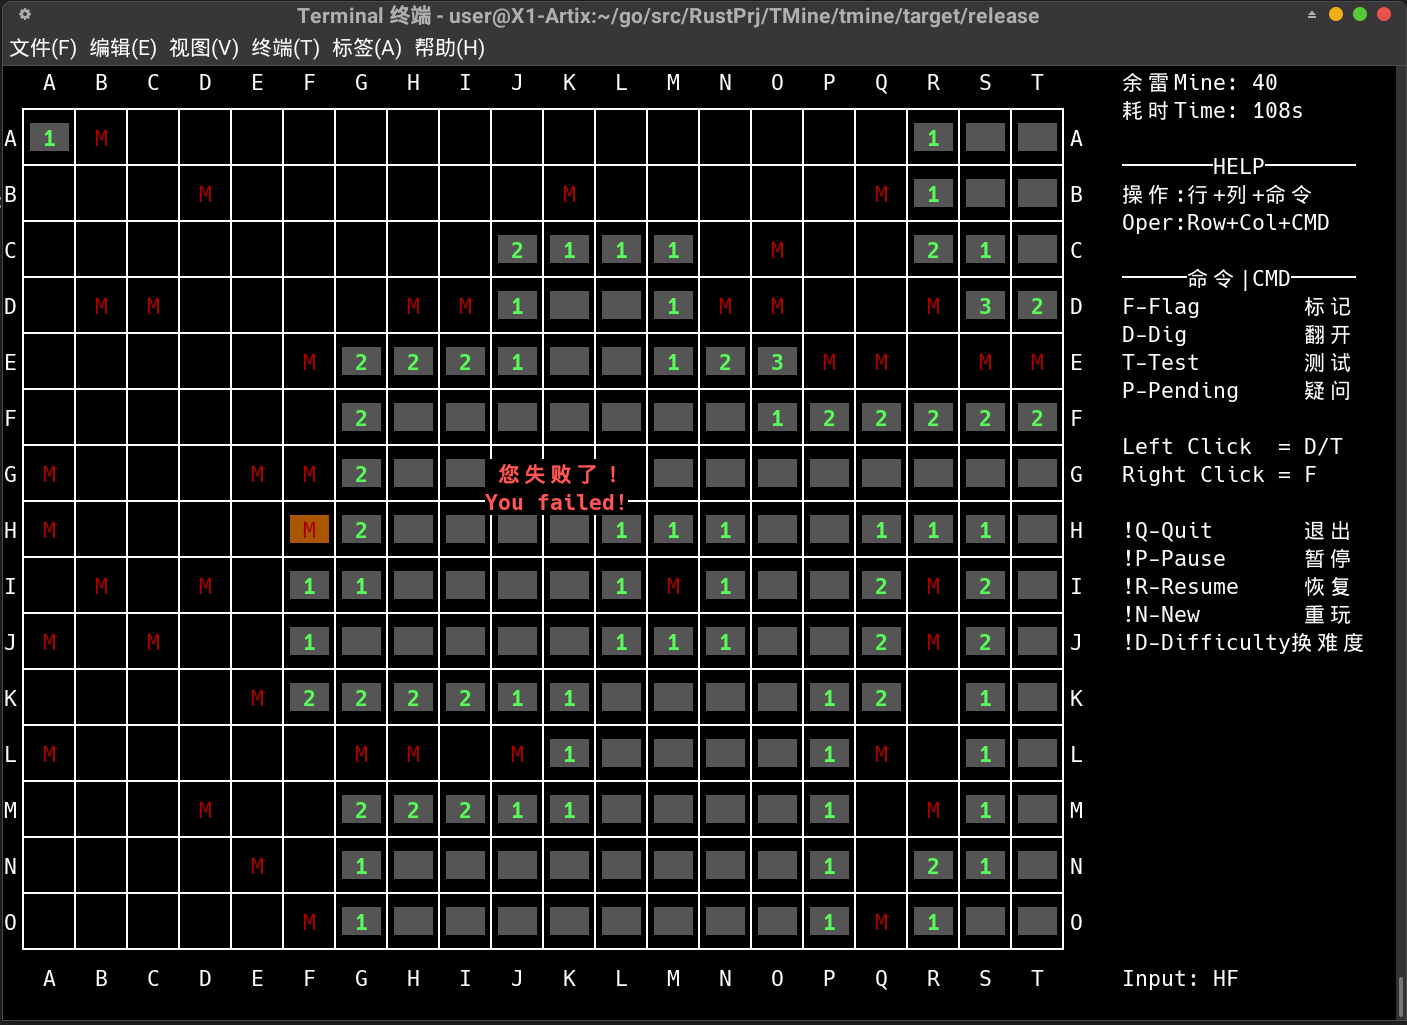 Terminal 终端 - user@X1-Artix:~/go/src/RustPrj/TMine/tmine/target/release
文件(F) 编辑(E) 视图(V) 终端(T) 标签(A) 帮助(H)
A B C D E F G H I J K L M N O P Q R S T
A 1 M 1 A
B M M M B
C 2 1 1 1 M 2 1 C
D M M M M 1 1 M M M 3 2 D
E M 2 2 2 1 1 2 3 M M M M E
F 2 1 2 2 2 2 2 F
G M M M 2 G
您失败了！
You failed!
H M M 2 1 1 1 1 1 1 H
I M M 1 1 1 M 1 2 M 2 I
J M M 1 1 1 1 2 M 2 J
K M 2 2 2 2 1 1 1 2 1 K
L M M M M 1 1 M 1 L
M M 2 2 2 1 1 1 M 1 M
N M 1 1 2 1 N
O M 1 1 M 1 O
A B C D E F G H I J K L M N O P Q R S T
余雷Mine: 40
耗时Time: 108s
HELP
操作:行+列+命令
Oper:Row+Col+CMD
命令|CMD
F-Flag 标记
D-Dig 翻开
T-Test 测试
P-Pending 疑问
Left Click = D/T
Right Click = F
!Q-Quit 退出
!P-Pause 暂停
!R-Resume 恢复
!N-New 重玩
!D-Difficulty换难度
Input: HF